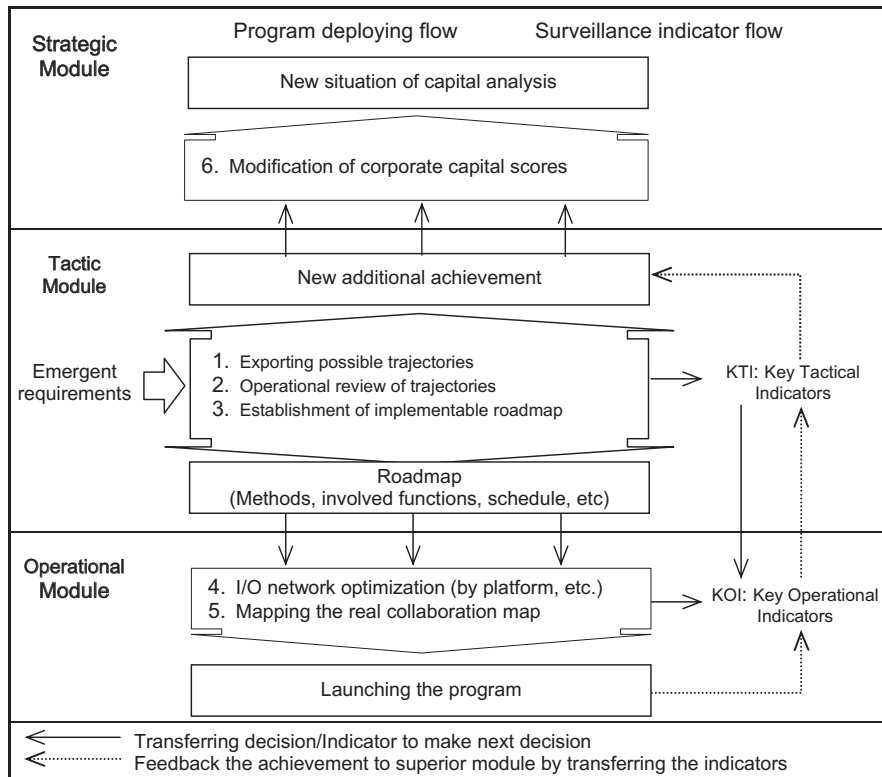 Program deploying flow
Surveillance indicator flow
Strategic
Module
New situation of capital analysis
6. Modification of corporate capital scores
Tactic
Module
New additional achievement
Emergent
requirements
1. Exporting possible trajectories
2. Operational review of trajectories
3. Establishment of implementable roadmap
KTI: Key Tactical
Indicators
Roadmap
(Methods, involved functions, schedule, etc)
Operational
Module
4. I/O network optimization (by platform, etc.)
5. Mapping the real collaboration map
KOI: Key Operational
Indicators
Launching the program
Transferring decision/Indicator to make next decision
Feedback the achievement to superior module by transferring the indicators